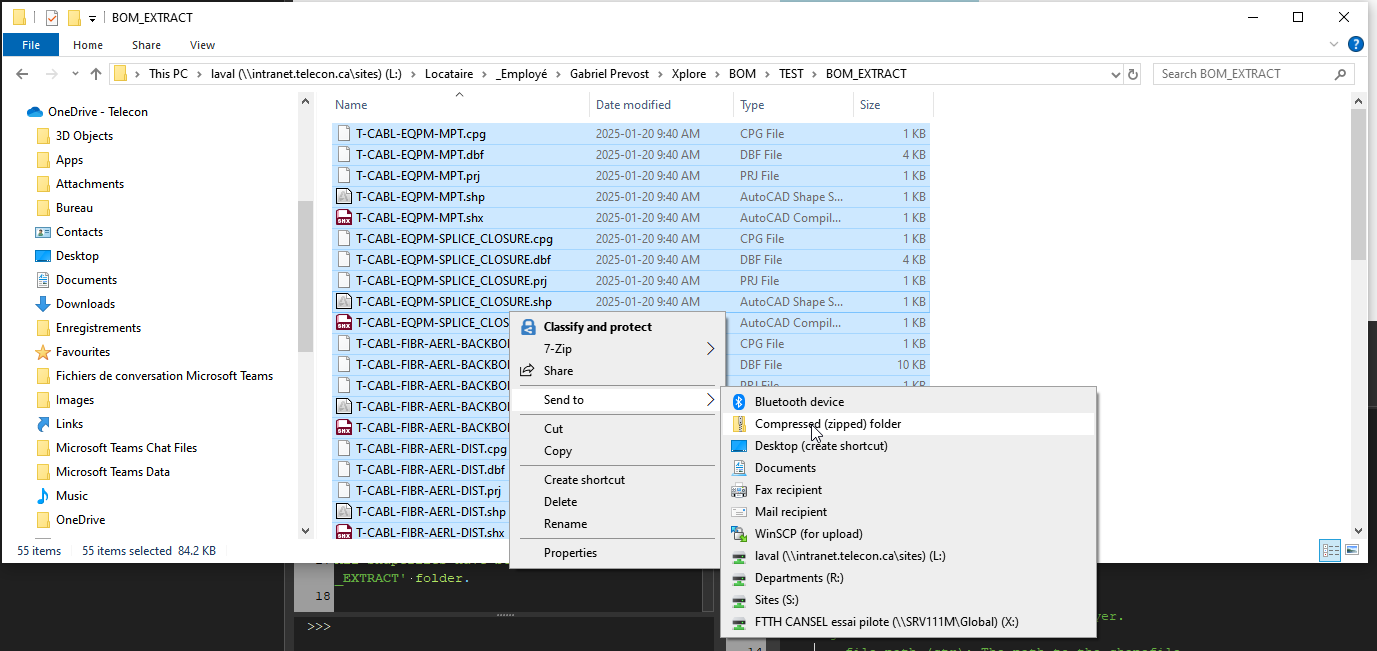 BOM_EXTRACT
File Home Share View
This PC > laval (\\intranet.telecon.ca\sites) (L:) > Locataire > _Employé > Gabriel Prevost > Xplore > BOM > TEST > BOM_EXTRACT
Search BOM_EXTRACT
OneDrive - Telecon
3D Objects
Apps
Attachments
Bureau
Contacts
Desktop
Documents
Downloads
Enregistrements
Favourites
Fichiers de conversation Microsoft Teams
Images
Links
Microsoft Teams Chat Files
Microsoft Teams Data
Music
OneDrive
Name Date modified Type Size
T-CABL-EQPM-MPT.cpg 2025-01-20 9:40 AM CPG File 1 KB
T-CABL-EQPM-MPT.dbf 2025-01-20 9:40 AM DBF File 4 KB
T-CABL-EQPM-MPT.prj 2025-01-20 9:40 AM PRJ File 1 KB
T-CABL-EQPM-MPT.shp 2025-01-20 9:40 AM AutoCAD Shape S... 1 KB
T-CABL-EQPM-MPT.shx 2025-01-20 9:40 AM AutoCAD Compil... 1 KB
T-CABL-EQPM-SPLICE_CLOSURE.cpg 2025-01-20 9:40 AM CPG File 1 KB
T-CABL-EQPM-SPLICE_CLOSURE.dbf 2025-01-20 9:40 AM DBF File 4 KB
T-CABL-EQPM-SPLICE_CLOSURE.prj 2025-01-20 9:40 AM PRJ File 1 KB
T-CABL-EQPM-SPLICE_CLOSURE.shp 2025-01-20 9:40 AM AutoCAD Shape S... 1 KB
T-CABL-EQPM-SPLICE_CLOS AutoCAD Compil... 1 KB
T-CABL-FIBR-AERL-BACKBO CPG File 1 KB
T-CABL-FIBR-AERL-BACKBO DBF File 10 KB
T-CABL-FIBR-AERL-BACKBO PRJ File 1 KB
T-CABL-FIBR-AERL-BACKBO
T-CABL-FIBR-AERL-BACKBO
T-CABL-FIBR-AERL-DIST.cpg
T-CABL-FIBR-AERL-DIST.dbf
T-CABL-FIBR-AERL-DIST.prj
T-CABL-FIBR-AERL-DIST.shp
T-CABL-FIBR-AERL-DIST.shx
Classify and protect
7-Zip
Share
Send to
Cut
Copy
Create shortcut
Delete
Rename
Properties
Bluetooth device
Compressed (zipped) folder
Desktop (create shortcut)
Documents
Fax recipient
Mail recipient
WinSCP (for upload)
laval (\\intranet.telecon.ca\sites) (L:)
Departments (R:)
Sites (S:)
FTTH CANSEL essai pilote (\\SRV111M\Global) (X:)
55 items 55 items selected 84.2 KB
_EXTRACT' folder.
18
>>>